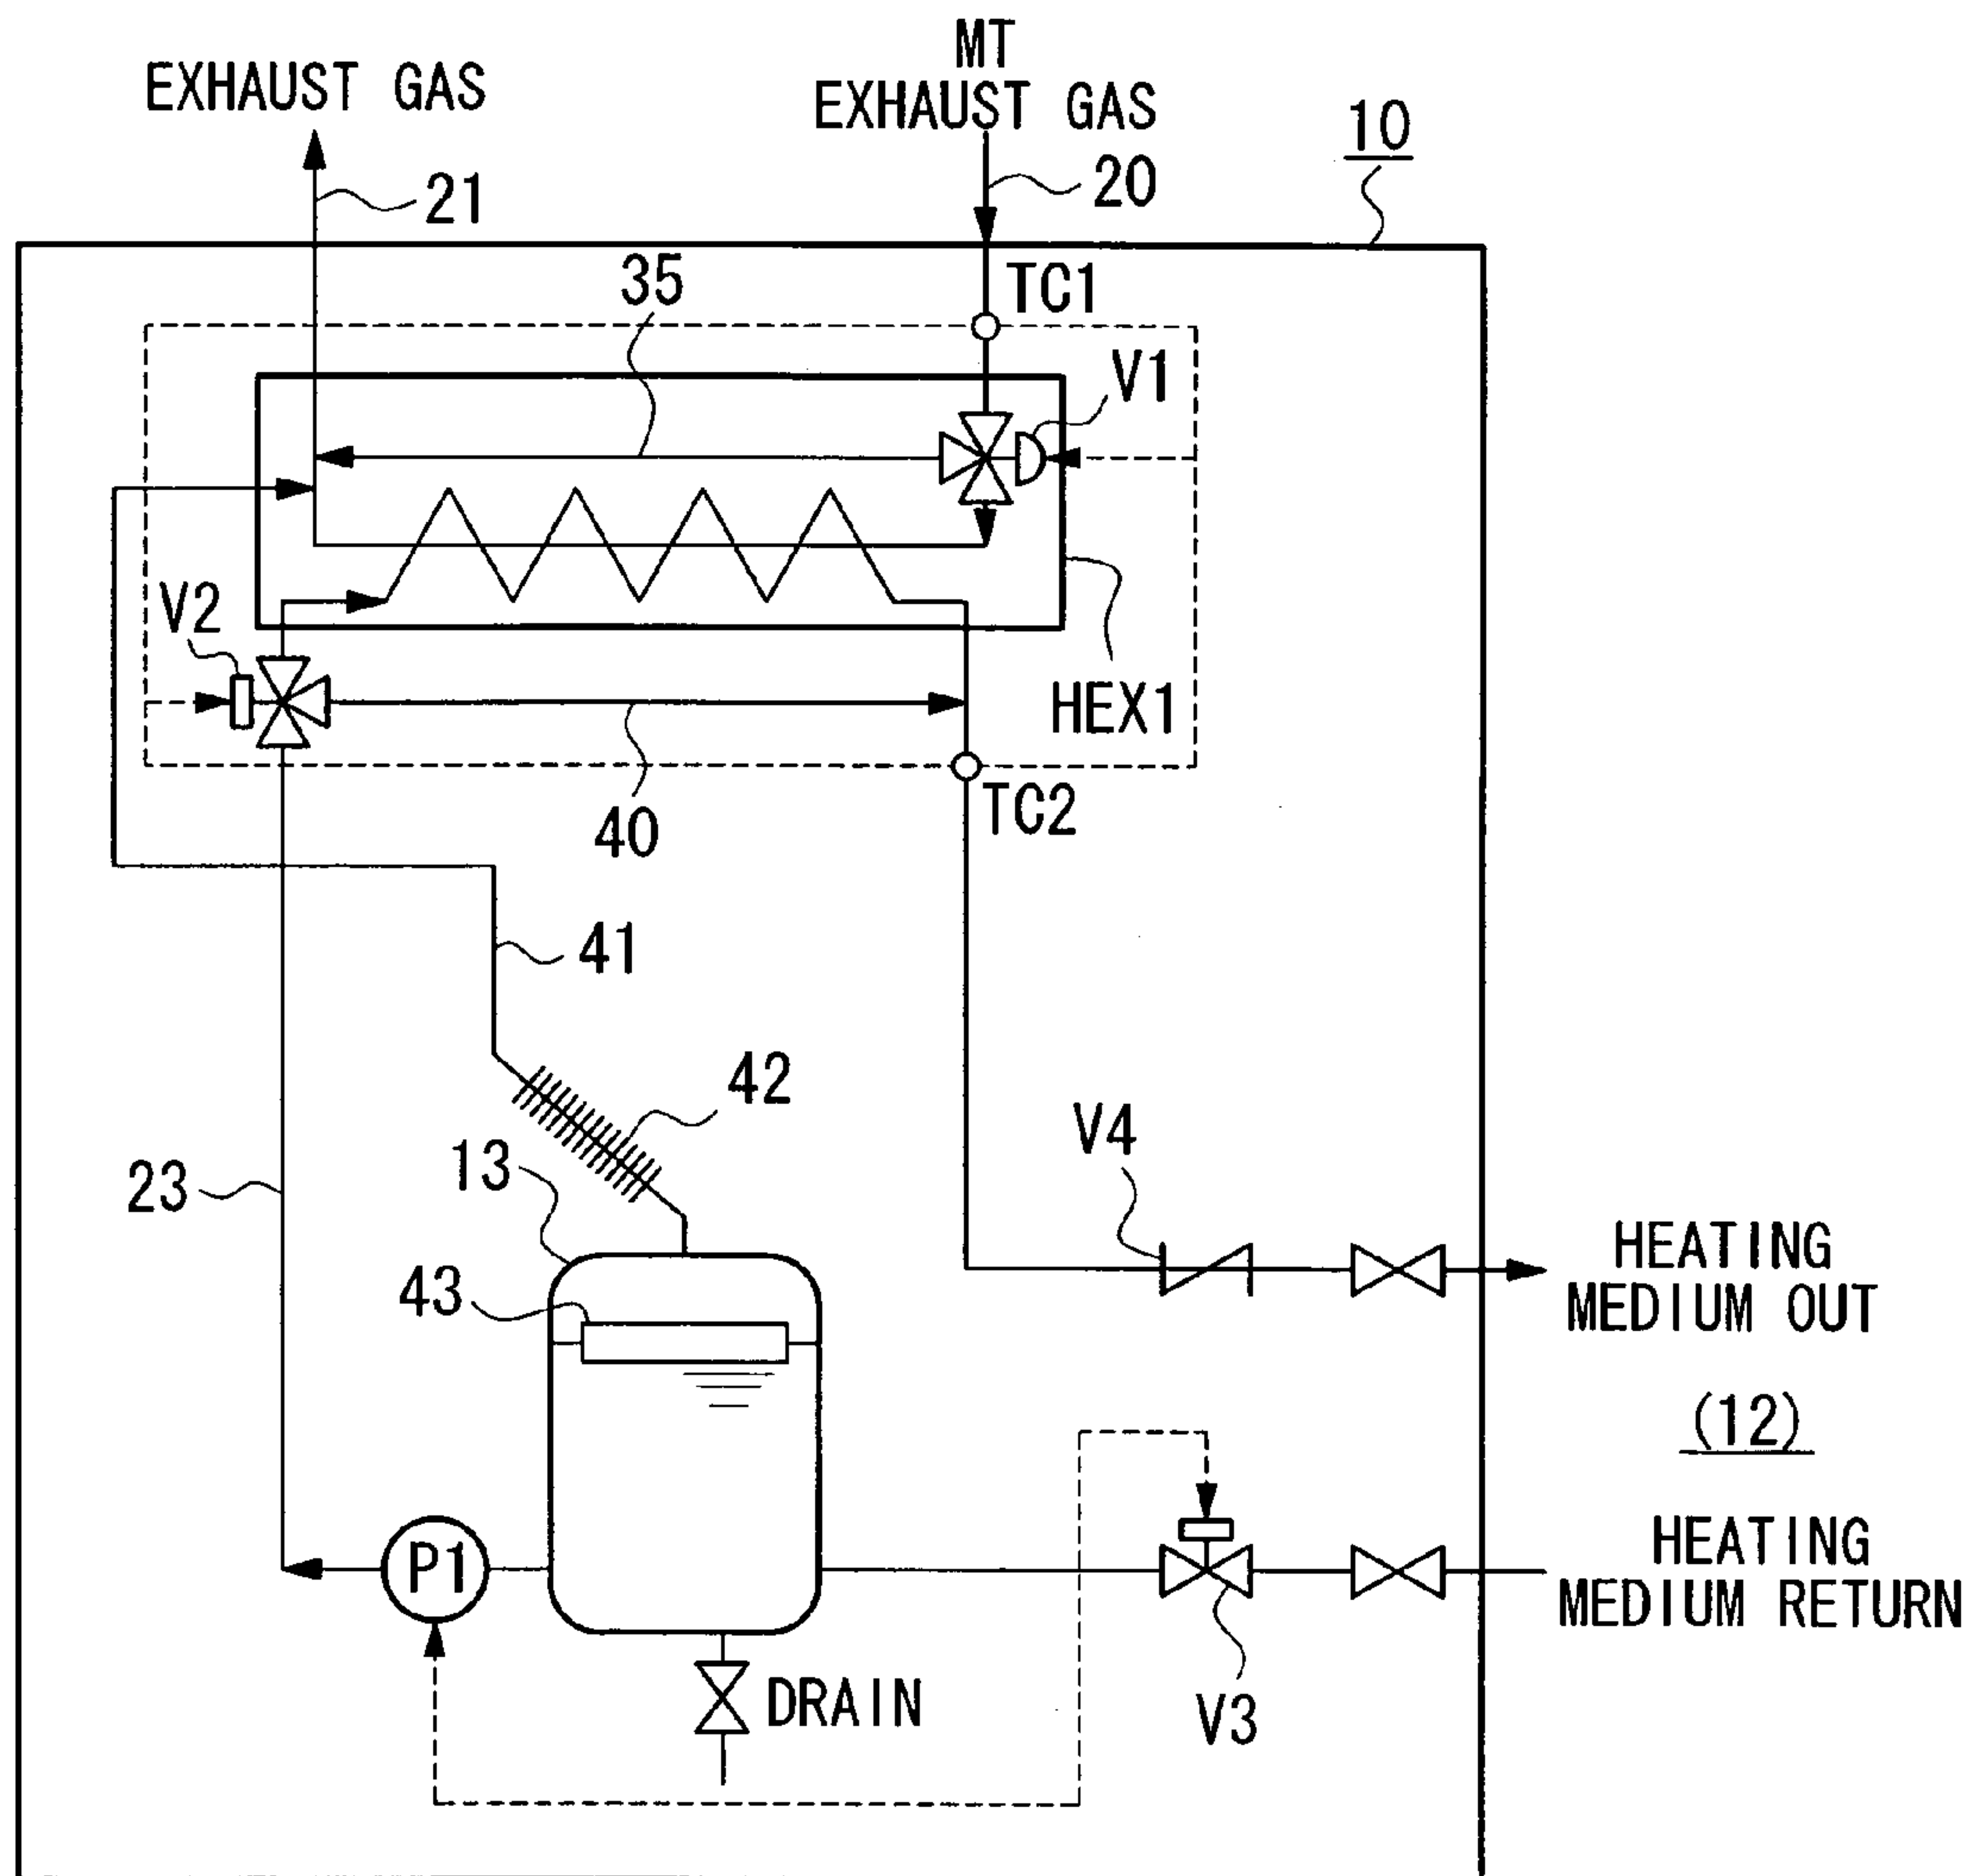 MT
EXHAUST GAS
EXHAUST GAS
10
20
21
35
TC1
V1
V2
HEX1
TC2
40
41
42
V4
13
23
HEATING
MEDIUM OUT
43
(12)
HEATING
MEDIUM RETURN
P1
DRAIN
V3